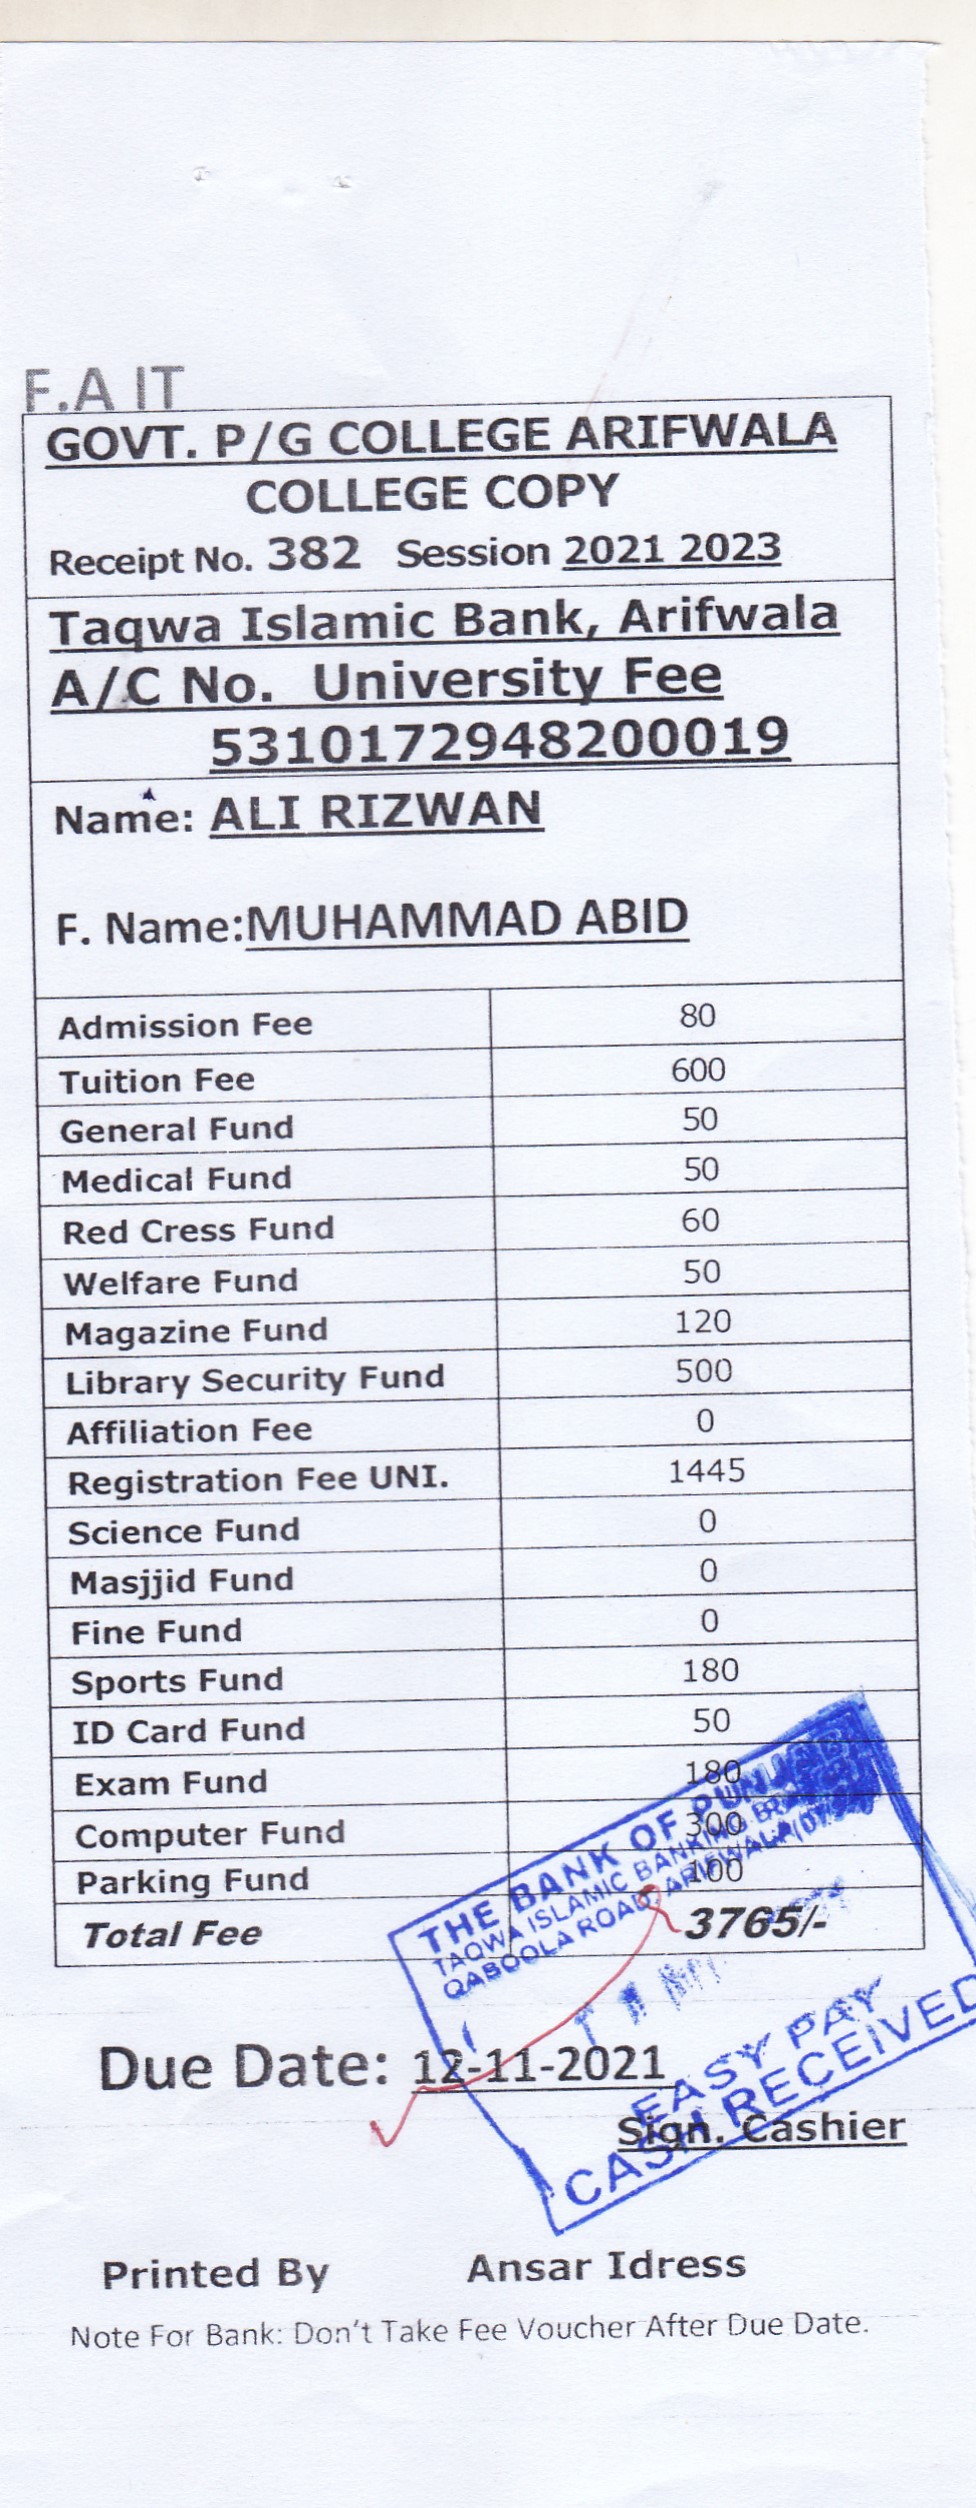 F.A IT
GOVT. P/G COLLEGE ARIFWALA
COLLEGE COPY
Receipt No. 382 Session 2021 2023
Taqwa Islamic Bank, Arifwala
A/C No. University Fee
5310172948200019
Name: ALI RIZWAN
F. Name:MUHAMMAD ABID
Admission Fee 80
Tuition Fee 600
General Fund 50
Medical Fund 50
Red Cress Fund 60
Welfare Fund 50
Magazine Fund 120
Library Security Fund 500
Affiliation Fee 0
Registration Fee UNI. 1445
Science Fund 0
Masjjid Fund 0
Fine Fund 0
Sports Fund 180
ID Card Fund 50
Exam Fund 180
Computer Fund 300
Parking Fund 100
Total Fee 3765/-
THE BANK OF PUNJAB
TAQWA ISLAMIC BANKING
QABOOLA ROAD ARIFWALA
Due Date: 12-11-2021
EASY PAY
CASH RECEIVED
Sign. Cashier
Printed By Ansar Idress
Note For Bank: Don't Take Fee Voucher After Due Date.